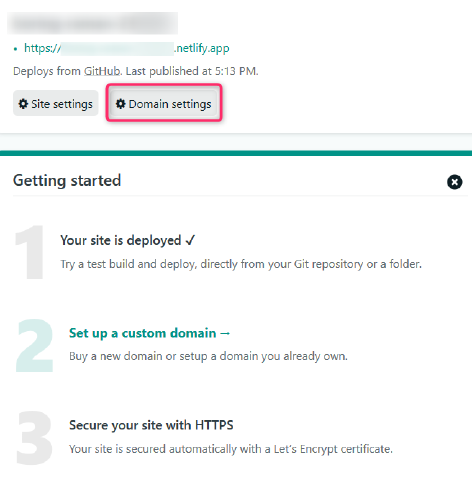 https:// .netlify.app
Deploys from GitHub. Last published at 5:13 PM.
Site settings
Domain settings
Getting started
1
Your site is deployed ✓
Try a test build and deploy, directly from your Git repository or a folder.
2
Set up a custom domain →
Buy a new domain or setup a domain you already own.
3
Secure your site with HTTPS
Your site is secured automatically with a Let's Encrypt certificate.